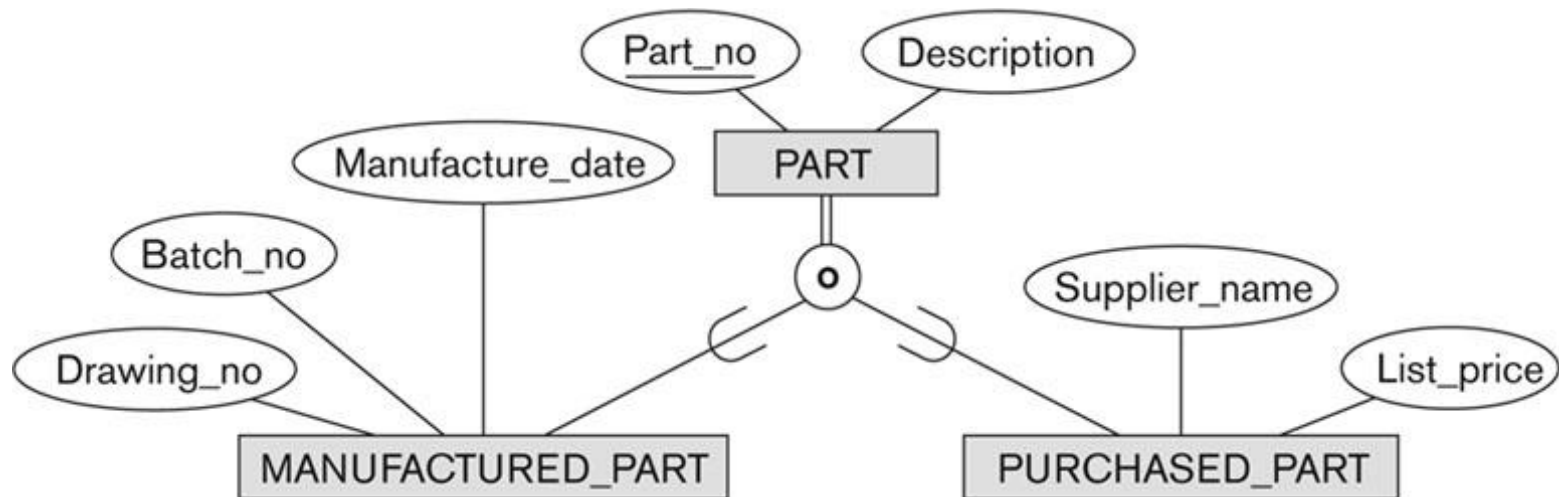 Part_no
Description
PART
Manufacture_date
Batch_no
Drawing_no
o
Supplier_name
List_price
MANUFACTURED_PART
PURCHASED_PART